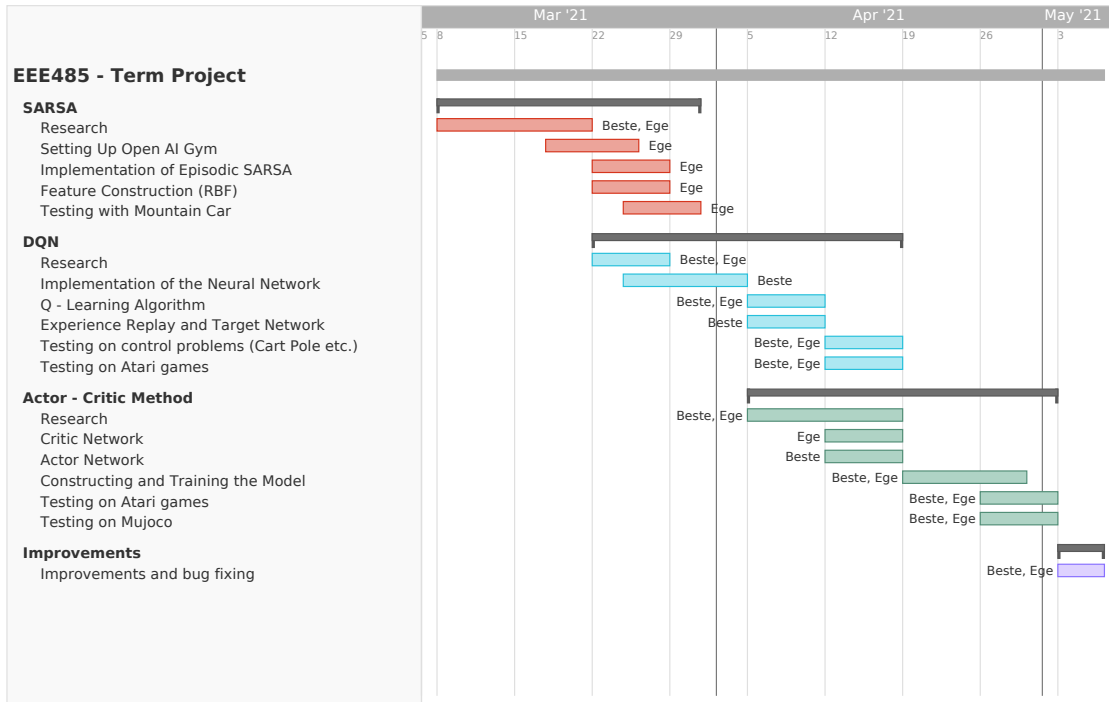 Mar '21 Apr '21 May '21
5 8 15 22 29 5 12 19 26 3
EEE485 - Term Project
SARSA
Research Beste, Ege
Setting Up Open AI Gym Ege
Implementation of Episodic SARSA Ege
Feature Construction (RBF) Ege
Testing with Mountain Car Ege
DQN
Research Beste, Ege
Implementation of the Neural Network Beste
Q - Learning Algorithm Beste, Ege
Experience Replay and Target Network Beste
Testing on control problems (Cart Pole etc.) Beste, Ege
Testing on Atari games Beste, Ege
Actor - Critic Method
Research Beste, Ege
Critic Network Ege
Actor Network Beste
Constructing and Training the Model Beste, Ege
Testing on Atari games Beste, Ege
Testing on Mujoco Beste, Ege
Improvements
Improvements and bug fixing Beste, Ege